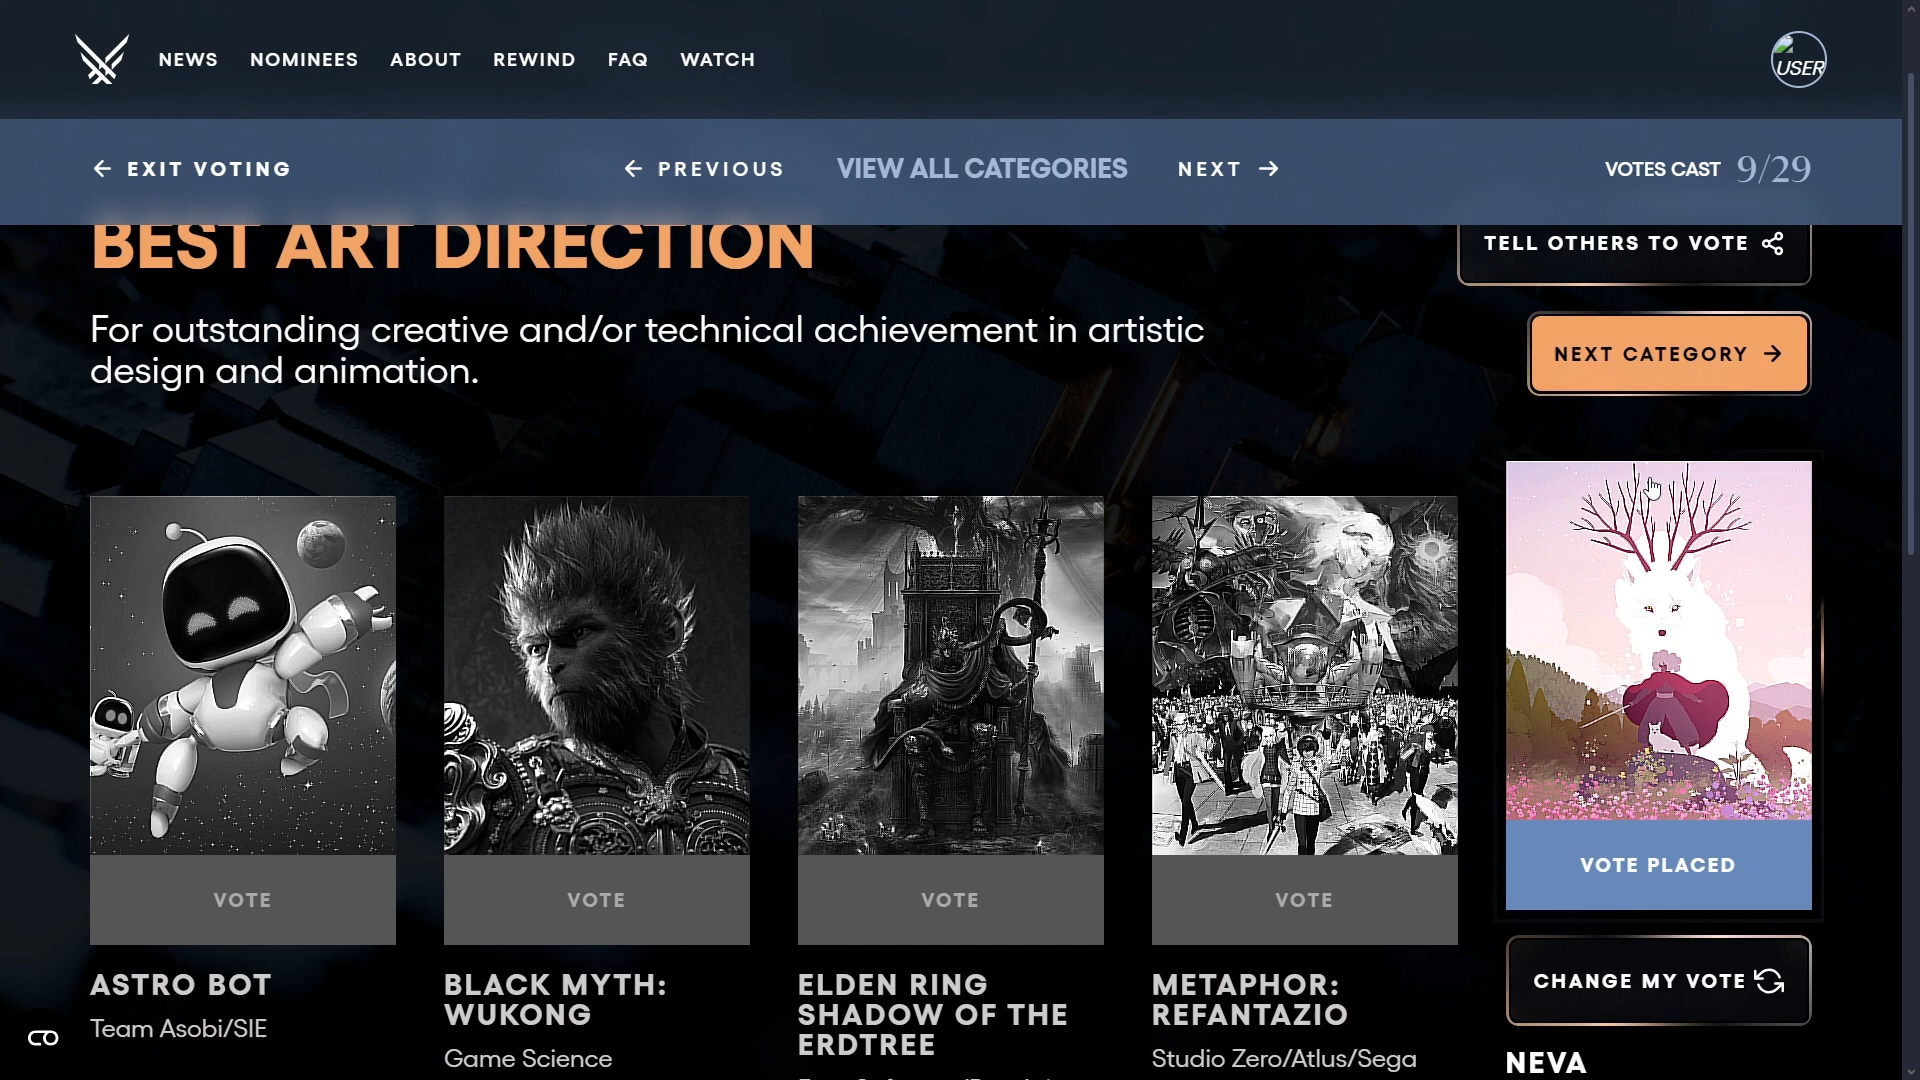 NEWS NOMINEES ABOUT REWIND FAQ WATCH
USER
EXIT VOTING
PREVIOUS
VIEW ALL CATEGORIES
NEXT
VOTES CAST 9/29
BEST ART DIRECTION
TELL OTHERS TO VOTE
For outstanding creative and/or technical achievement in artistic
design and animation.
NEXT CATEGORY
VOTE
VOTE
VOTE
VOTE
VOTE PLACED
CHANGE MY VOTE
ASTRO BOT
Team Asobi/SIE
BLACK MYTH:
WUKONG
Game Science
ELDEN RING
SHADOW OF THE
ERDTREE
METAPHOR:
REFANTAZIO
Studio Zero/Atlus/Sega
NEVA